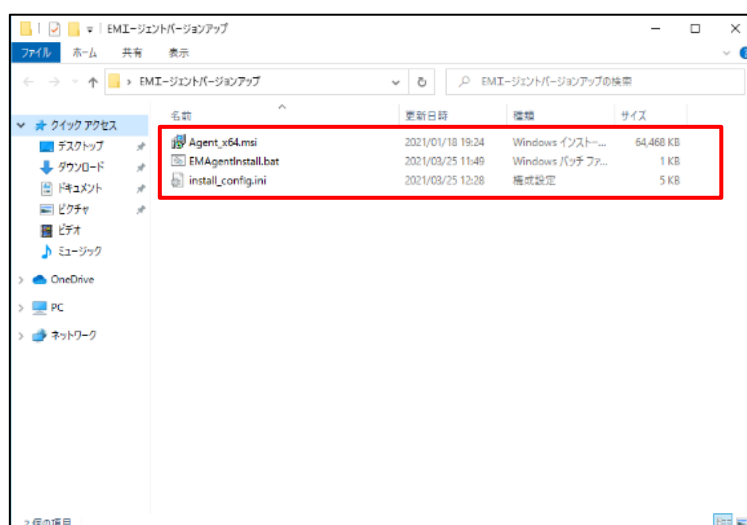 EMエージェントバージョンアップ
ファイル ホーム 共有 表示
EMエージェントバージョンアップ EMエージェントバージョンアップの検索
名前 更新日時 種類 サイズ
クイック アクセス
デスクトップ
ダウンロード
ドキュメント
ピクチャ
ビデオ
ミュージック
OneDrive
PC
ネットワーク
Agent_x64.msi 2021/01/18 19:24 Windows インストー... 64,468 KB
EMAgentInstall.bat 2021/03/25 11:49 Windows バッチ ファ... 1 KB
install_config.ini 2021/03/25 12:28 構成設定 5 KB
個の項目